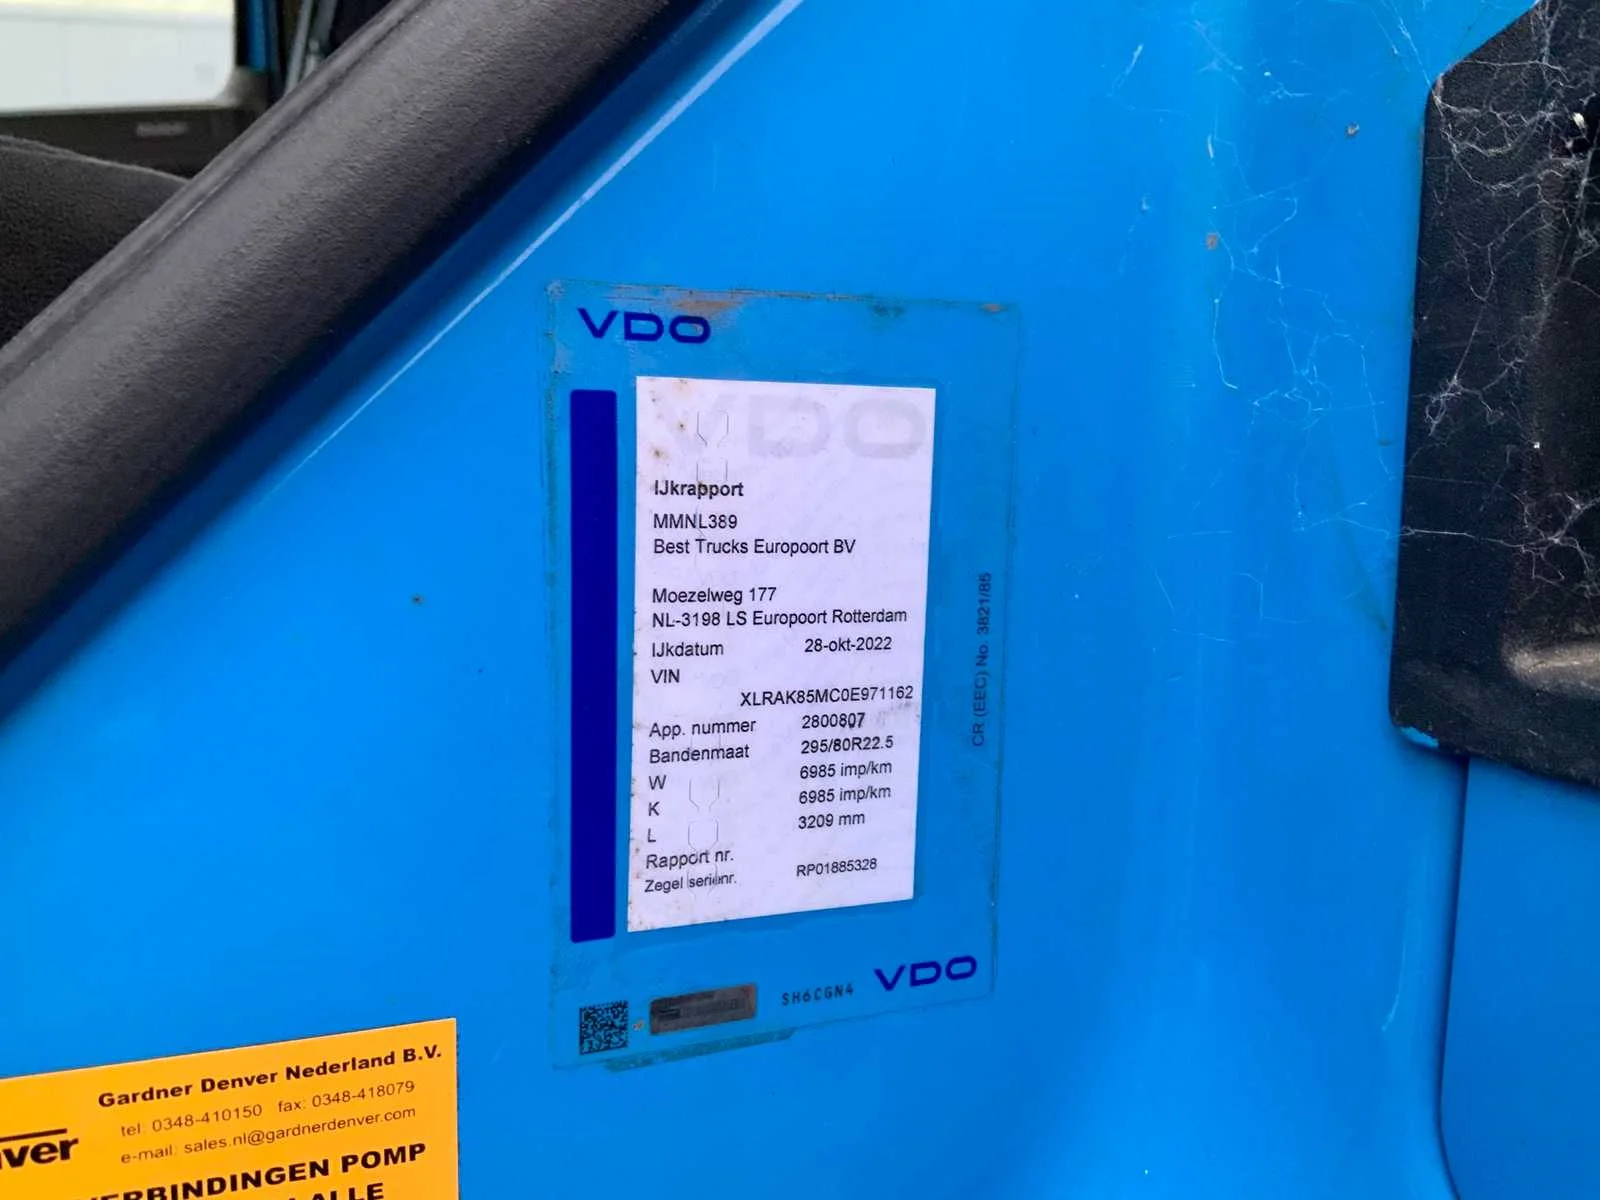 VDO
VDO
IJkrapport
MMNL389
Best Trucks Europoort BV
Moezelweg 177
NL-3198 LS Europoort Rotterdam
IJkdatum 28-okt-2022
VIN
XLRAK85MC0E971162
App. nummer 2800807
Bandenmaat 295/80R22.5
W 6985 imp/km
K 6985 imp/km
L 3209 mm
Rapport nr. RP01885328
Zegel serienr.
CR (EEC) No. 3821/85
SH6CGN4 VDO
Gardner Denver Nederland B.V.
tel: 0348-410150 fax: 0348-418079
e-mail: sales.nl@gardnerdenver.com
POMP
ALLE